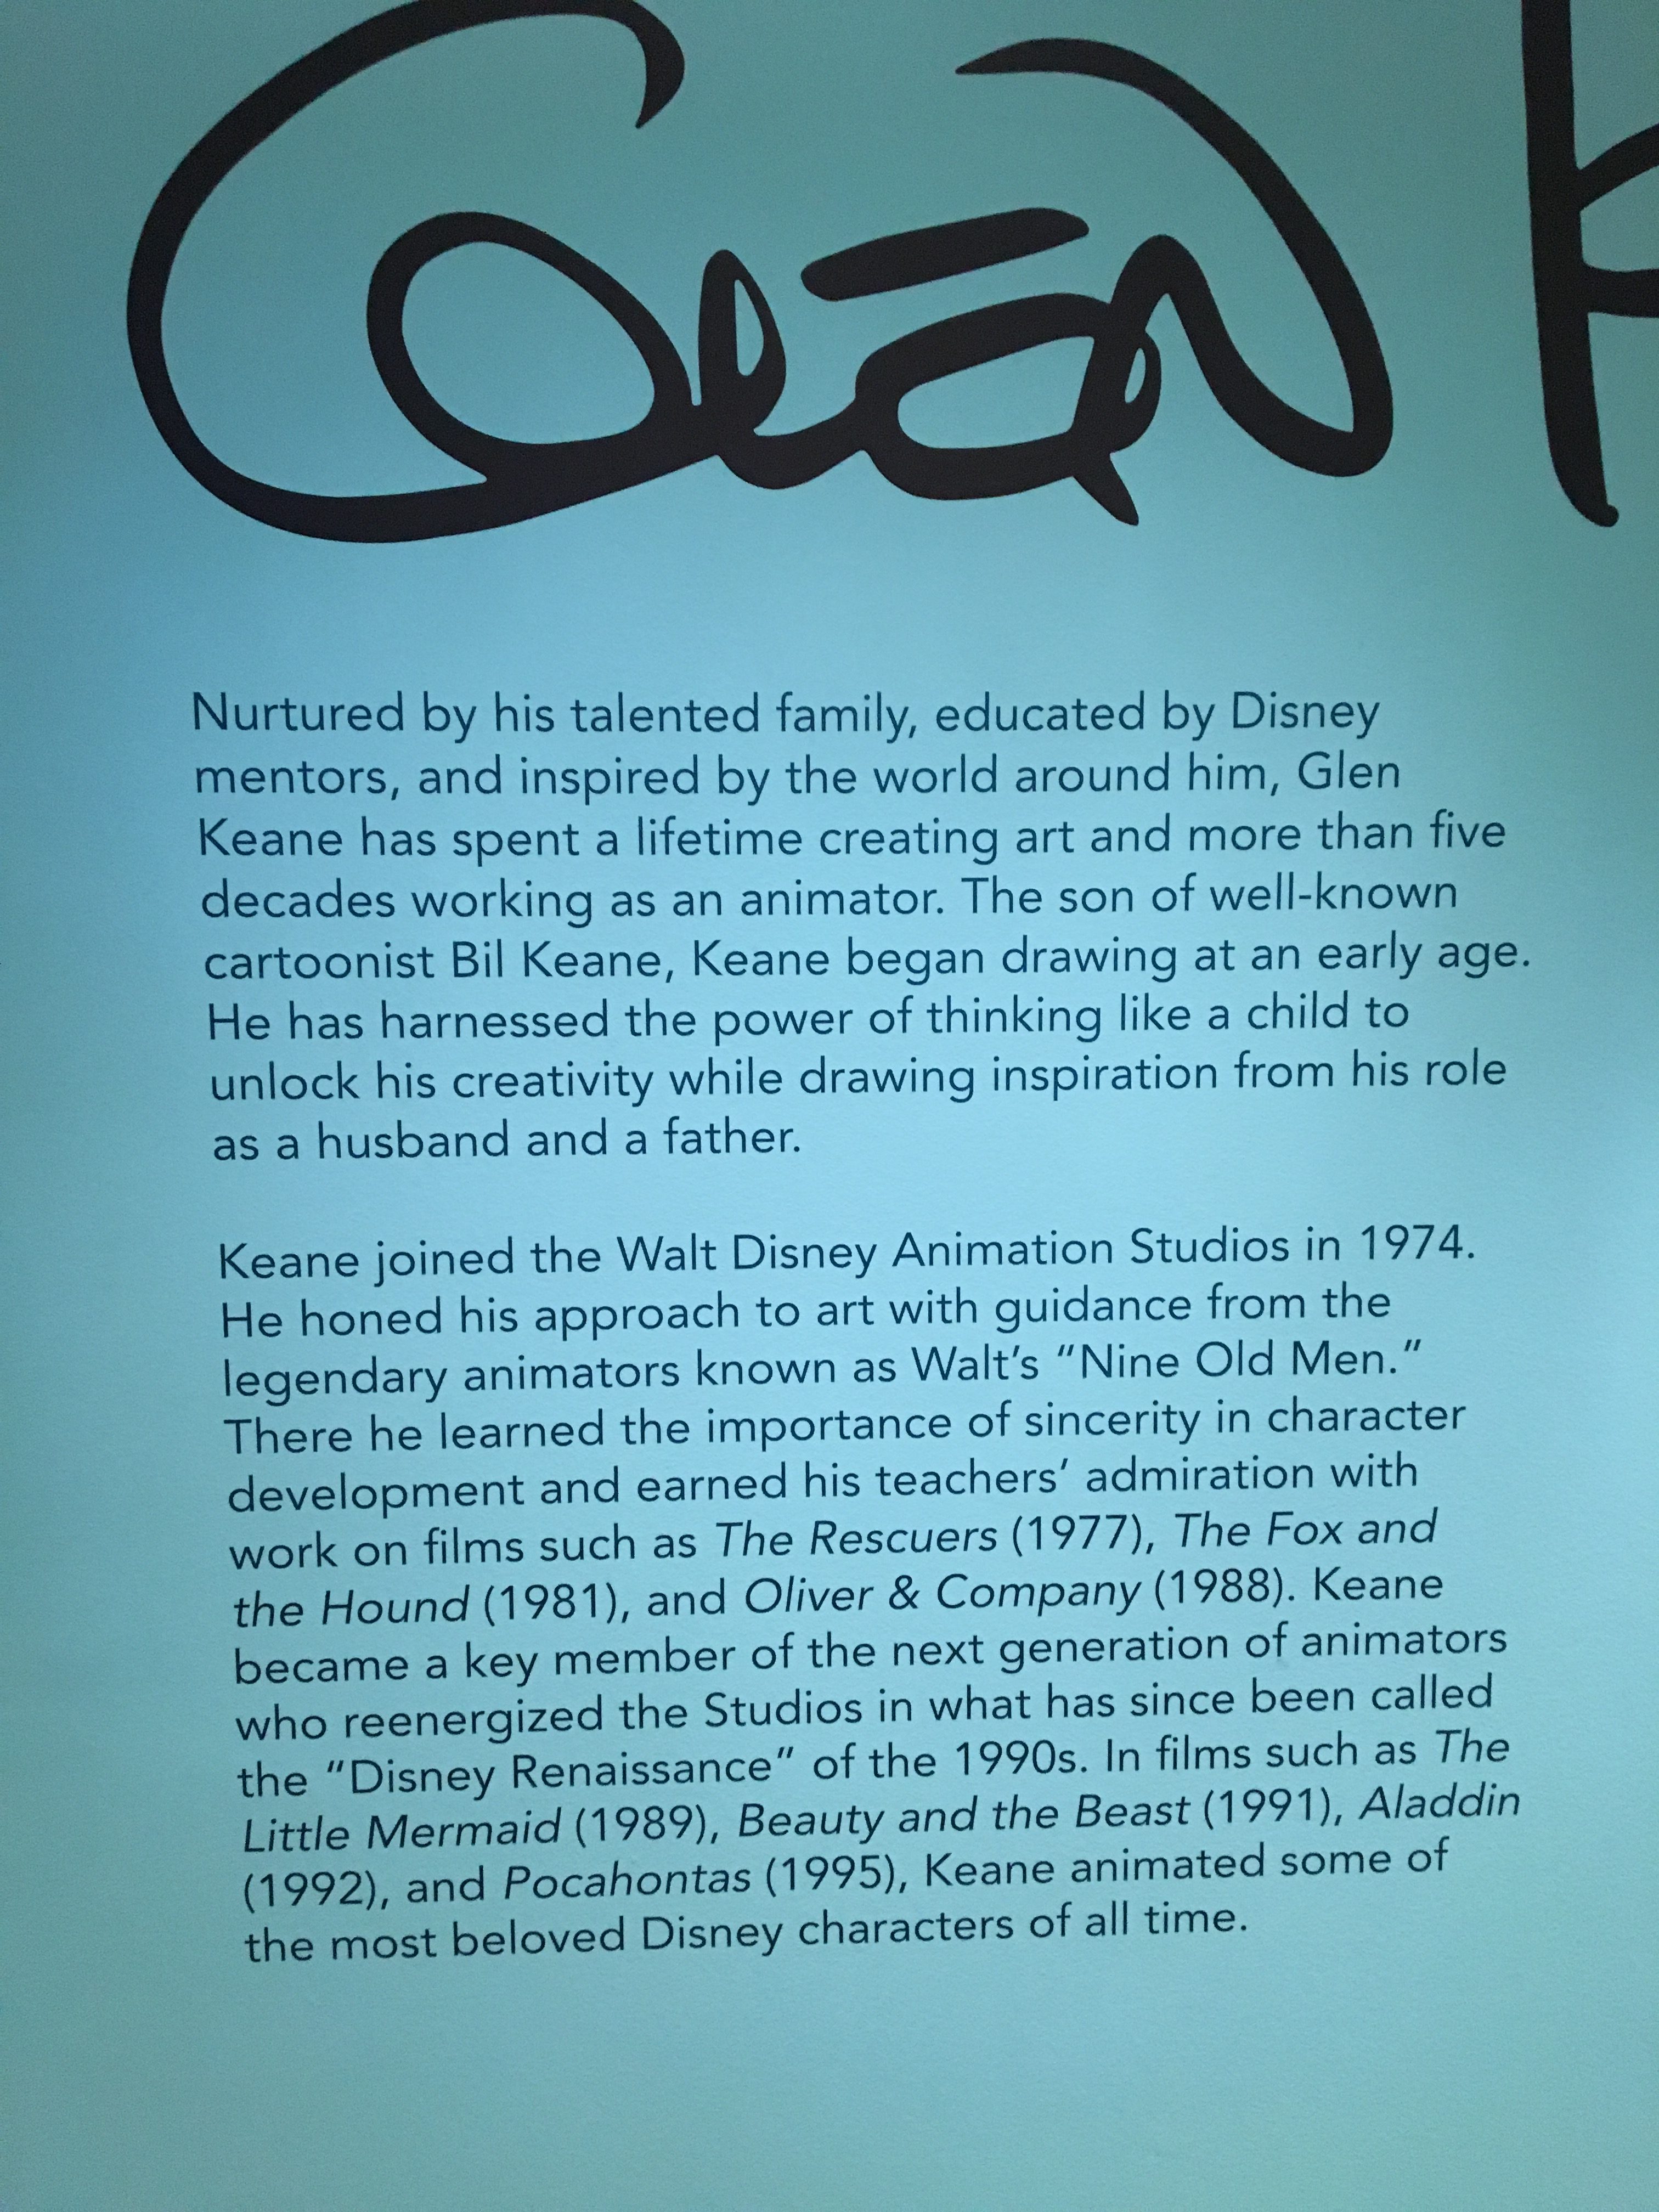 Glen K
Nurtured by his talented family, educated by Disney
mentors, and inspired by the world around him, Glen
Keane has spent a lifetime creating art and more than five
decades working as an animator. The son of well-known
cartoonist Bil Keane, Keane began drawing at an early age.
He has harnessed the power of thinking like a child to
unlock his creativity while drawing inspiration from his role
as a husband and a father.
Keane joined the Walt Disney Animation Studios in 1974.
He honed his approach to art with guidance from the
legendary animators known as Walt’s “Nine Old Men.”
There he learned the importance of sincerity in character
development and earned his teachers’ admiration with
work on films such as The Rescuers (1977), The Fox and
the Hound (1981), and Oliver & Company (1988). Keane
became a key member of the next generation of animators
who reenergized the Studios in what has since been called
the “Disney Renaissance” of the 1990s. In films such as The
Little Mermaid (1989), Beauty and the Beast (1991), Aladdin
(1992), and Pocahontas (1995), Keane animated some of
the most beloved Disney characters of all time.